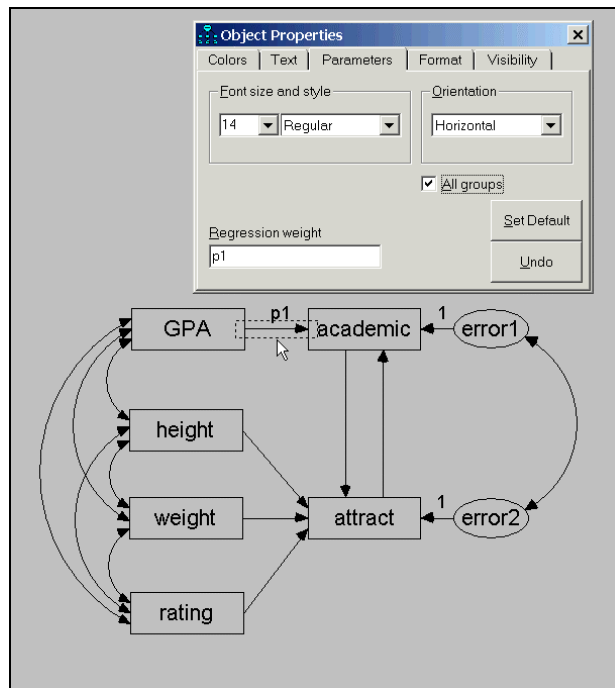 Object Properties
Colors Text Parameters Format Visibility
Font size and style
Orientation
14 Regular
Horizontal
All groups
Set Default
Regression weight
p1
Undo
p1
GPA academic 1 error1
height
weight attract 1 error2
rating